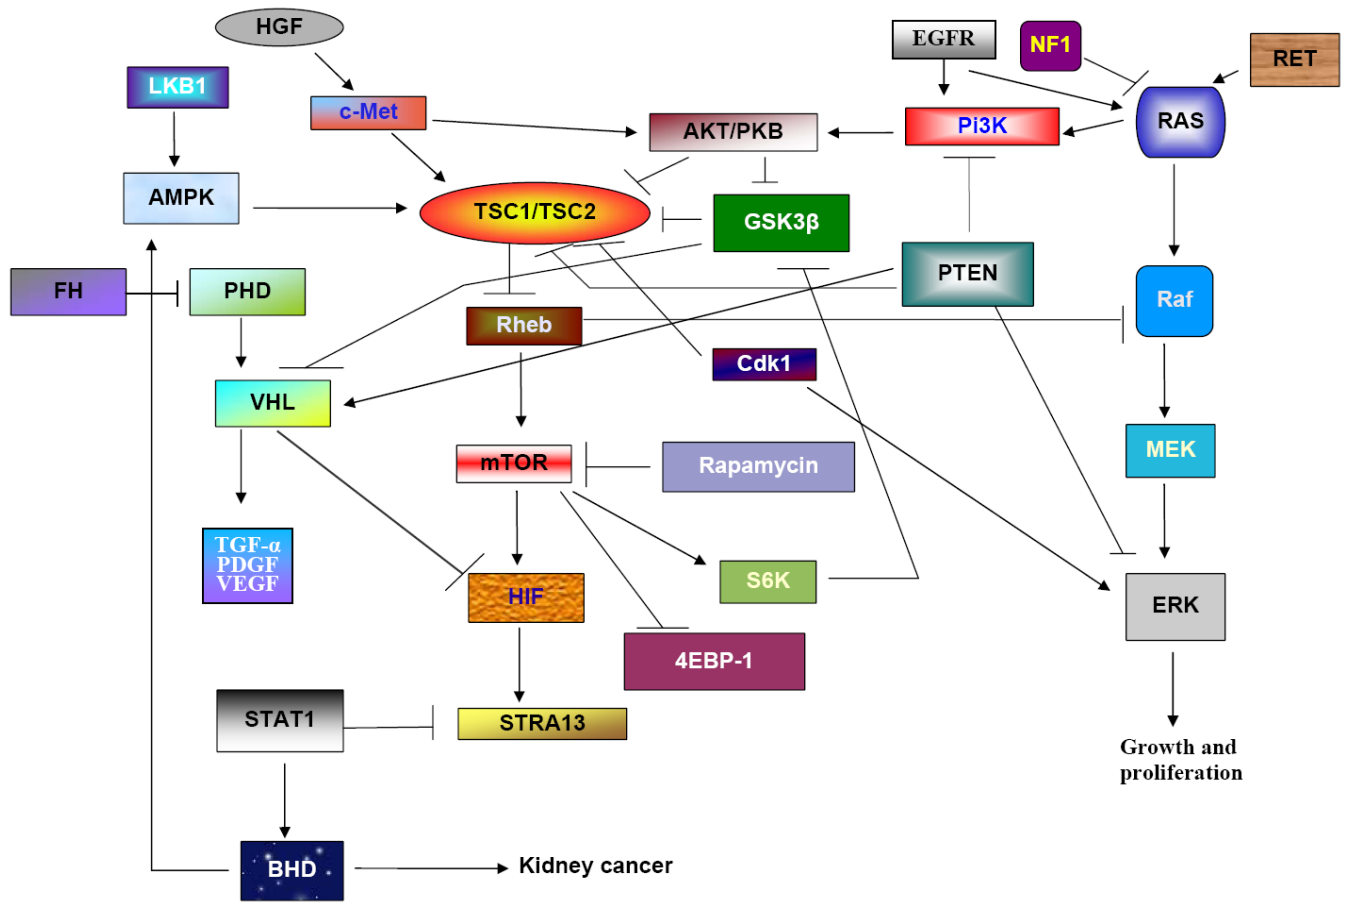 HGF
EGFR
NF1
RET
LKB1
c-Met
AKT/PKB
Pi3K
RAS
AMPK
TSC1/TSC2
GSK3β
FH
PHD
PTEN
Raf
Rheb
Cdk1
VHL
mTOR
Rapamycin
MEK
TGF-α
PDGF
VEGF
HIF
S6K
ERK
4EBP-1
STAT1
STRA13
Growth and
proliferation
BHD
Kidney cancer